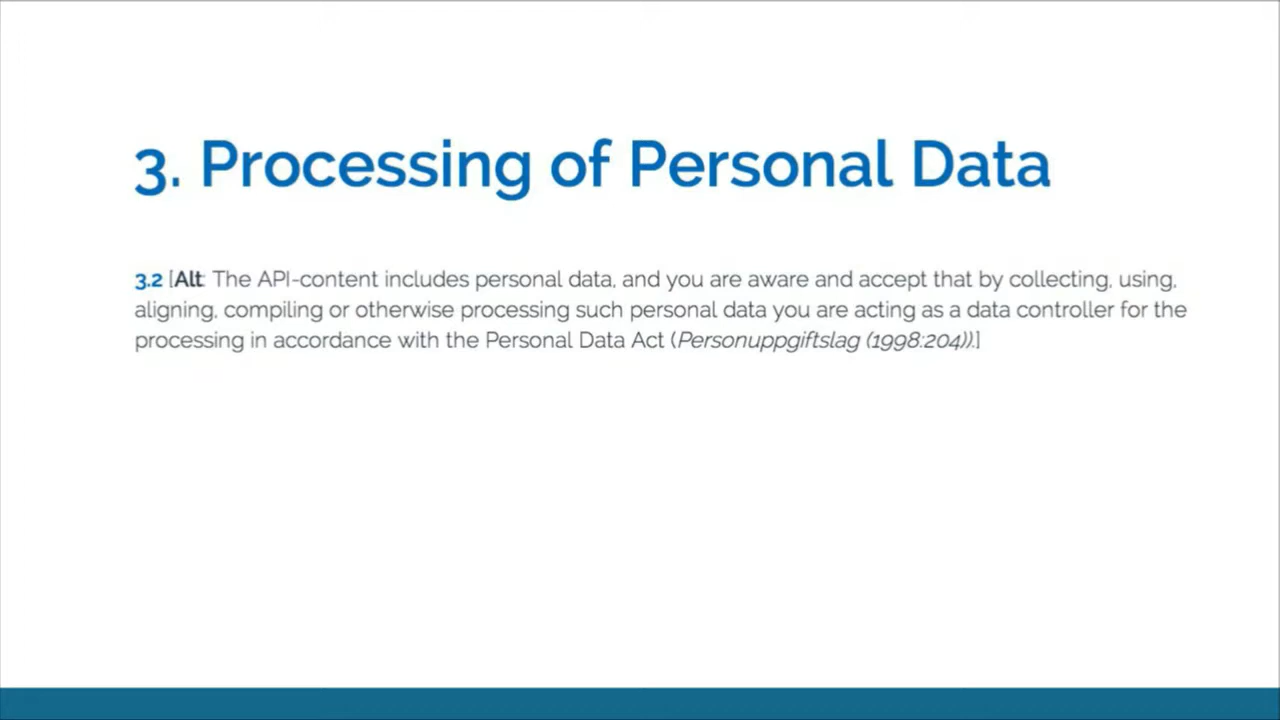 3. Processing of Personal Data
3.2 [Alt: The API-content includes personal data, and you are aware and accept that by collecting, using,
aligning, compiling or otherwise processing such personal data you are acting as a data controller for the
processing in accordance with the Personal Data Act (Personuppgiftslag (1998:204)).]